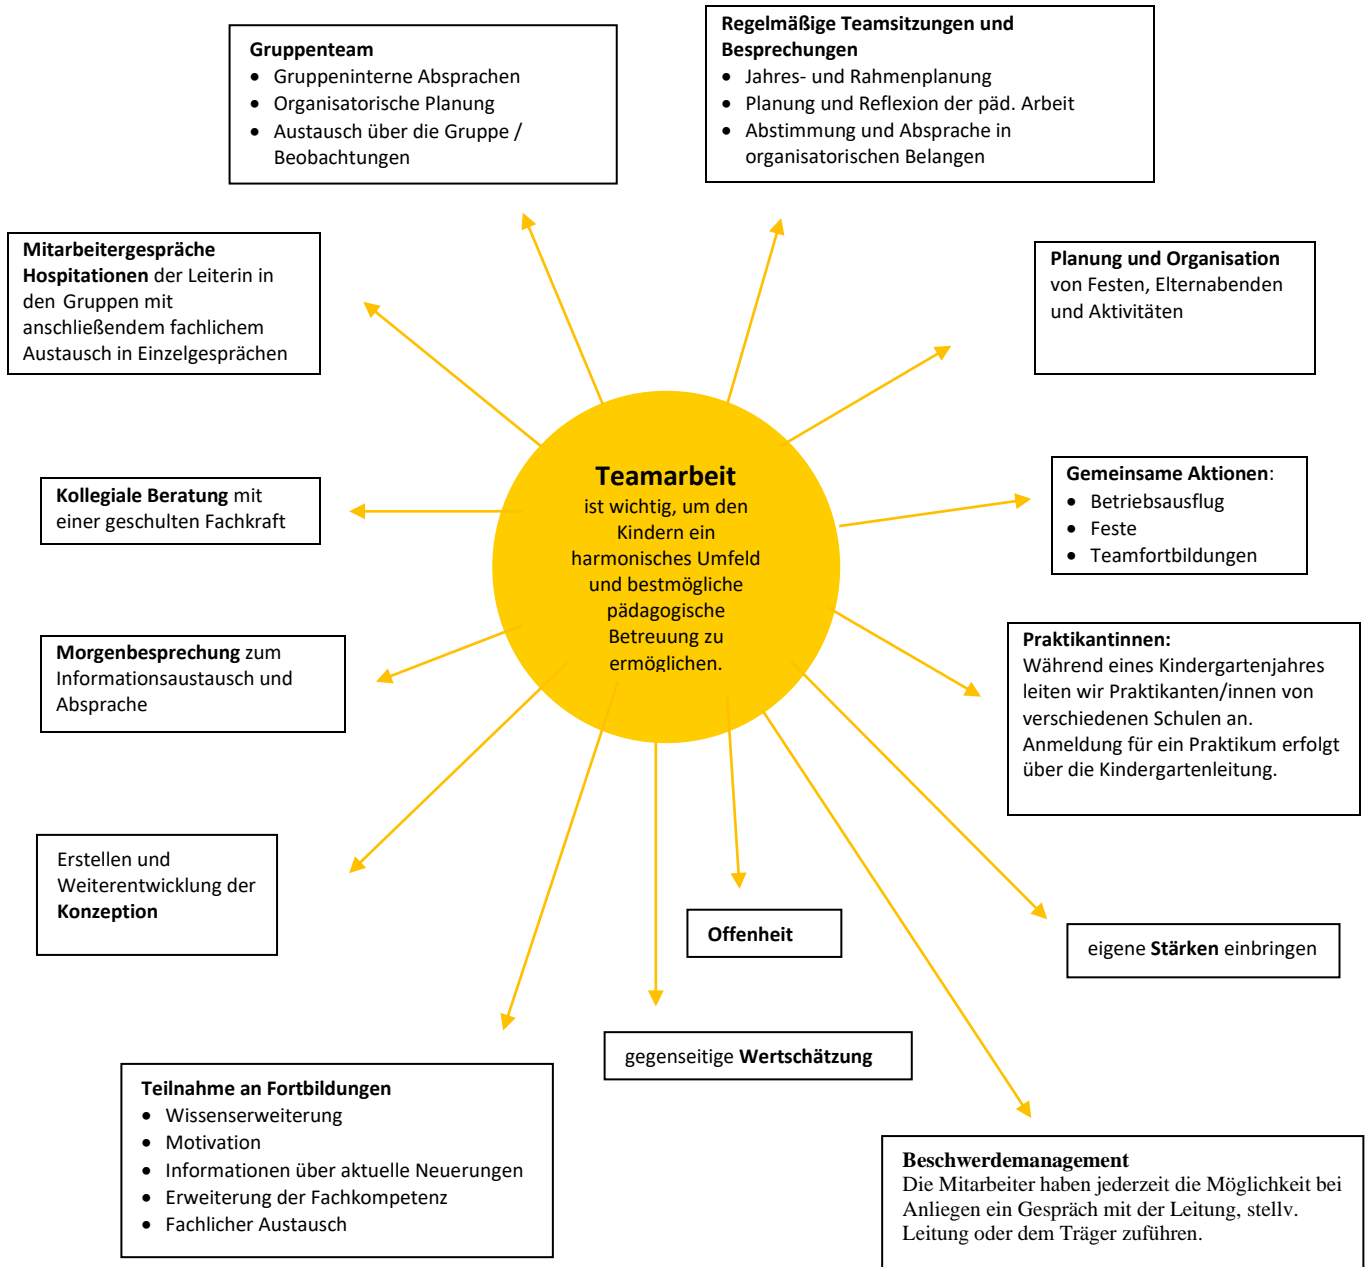 Gruppenteam
• Gruppeninterne Absprachen
• Organisatorische Planung
• Austausch über die Gruppe /
Beobachtungen
Regelmäßige Teamsitzungen und
Besprechungen
• Jahres- und Rahmenplanung
• Planung und Reflexion der päd. Arbeit
• Abstimmung und Absprache in
organisatorischen Belangen
Mitarbeitergespräche
Hospitationen der Leiterin in
den Gruppen mit
anschließendem fachlichem
Austausch in Einzelgesprächen
Planung und Organisation
von Festen, Elternabenden
und Aktivitäten
Teamarbeit
ist wichtig, um den
Kindern ein
harmonisches Umfeld
und bestmögliche
pädagogische
Betreuung zu
ermöglichen.
Kollegiale Beratung mit
einer geschulten Fachkraft
Gemeinsame Aktionen:
• Betriebsausflug
• Feste
• Teamfortbildungen
Morgenbesprechung zum
Informationsaustausch und
Absprache
Praktikantinnen:
Während eines Kindergartenjahres
leiten wir Praktikanten/innen von
verschiedenen Schulen an.
Anmeldung für ein Praktikum erfolgt
über die Kindergartenleitung.
Erstellen und
Weiterentwicklung der
Konzeption
Offenheit
eigene Stärken einbringen
gegenseitige Wertschätzung
Teilnahme an Fortbildungen
• Wissenserweiterung
• Motivation
• Informationen über aktuelle Neuerungen
• Erweiterung der Fachkompetenz
• Fachlicher Austausch
Beschwerdemanagement
Die Mitarbeiter haben jederzeit die Möglichkeit bei
Anliegen ein Gespräch mit der Leitung, stellv.
Leitung oder dem Träger zuführen.